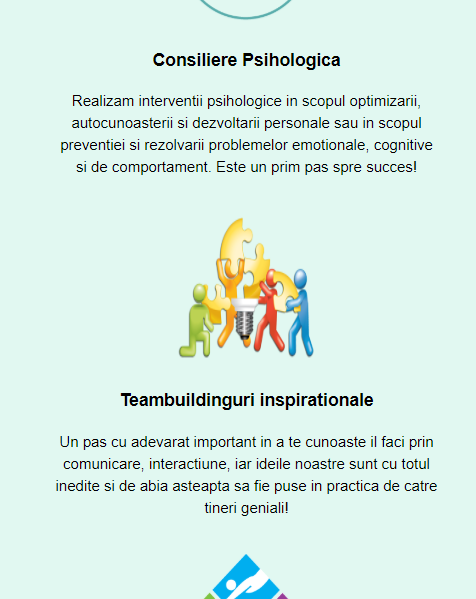 Consiliere Psihologica
Realizam interventii psihologice in scopul optimizarii,
autocunoasterii si dezvoltarii personale sau in scopul
preventiei si rezolvarii problemelor emotionale, cognitive
si de comportament. Este un prim pas spre succes!
Teambuildinguri inspirationale
Un pas cu adevarat important in a te cunoaste il faci prin
comunicare, interactiune, iar ideile noastre sunt cu totul
inedite si de abia asteapta sa fie puse in practica de catre
tineri geniali!